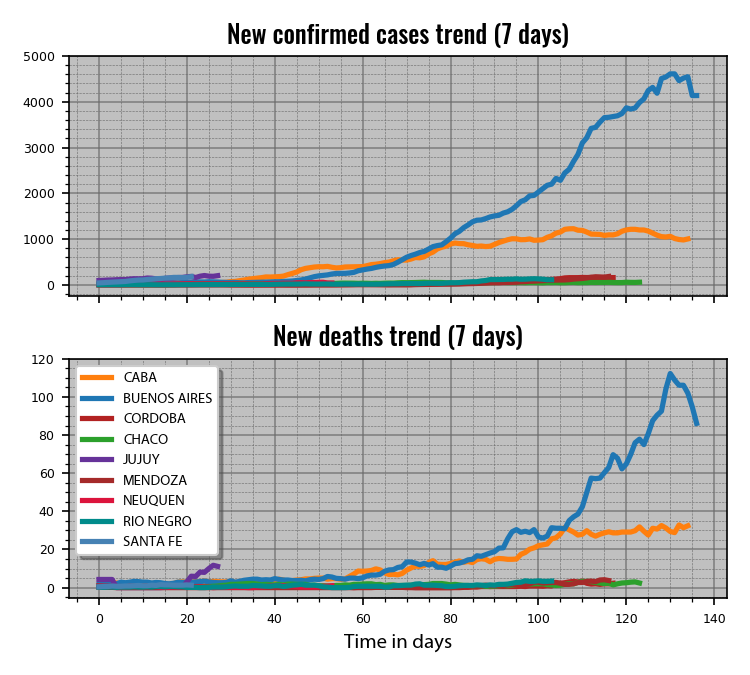 New confirmed cases trend (7 days)
5000
4000
3000
2000
1000
0
New deaths trend (7 days)
120
100
80
60
40
20
0
CABA
BUENOS AIRES
CORDOBA
CHACO
JUJUY
MENDOZA
NEUQUEN
RIO NEGRO
SANTA FE
0 20 40 60 80 100 120 140
Time in days